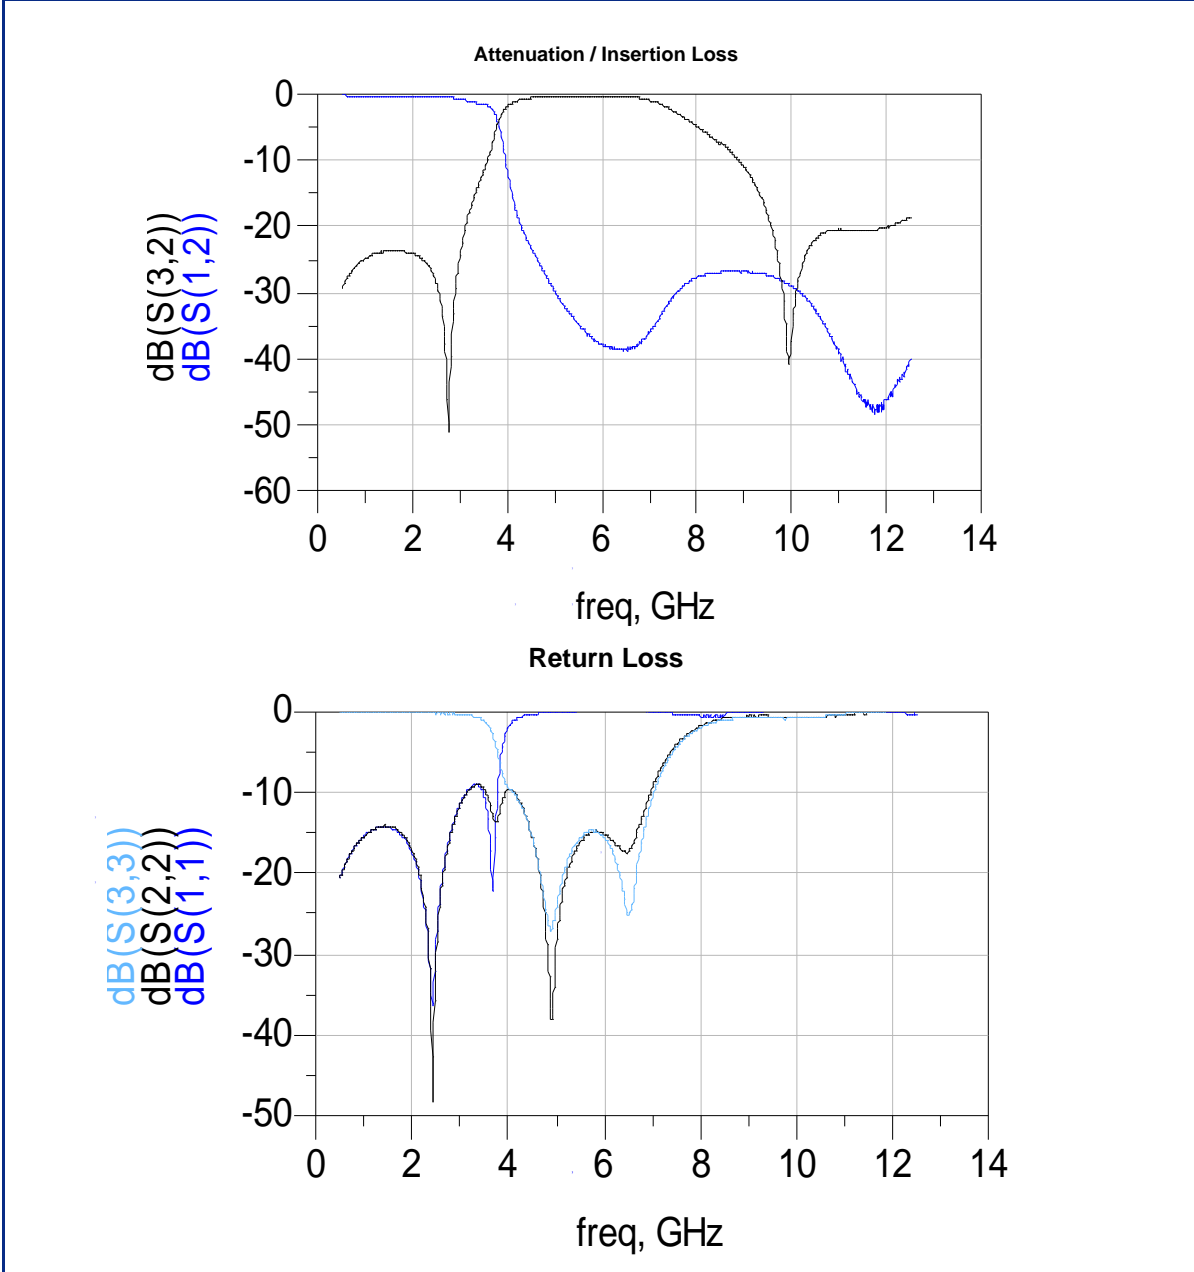 Attenuation / Insertion Loss
0
-10
-20
-30
-40
-50
-60
dB(S(3,2))
dB(S(1,2))
0 2 4 6 8 10 12 14
freq, GHz
Return Loss
0
-10
-20
-30
-40
-50
dB(S(3,3))
dB(S(2,2))
dB(S(1,1))
0 2 4 6 8 10 12 14
freq, GHz